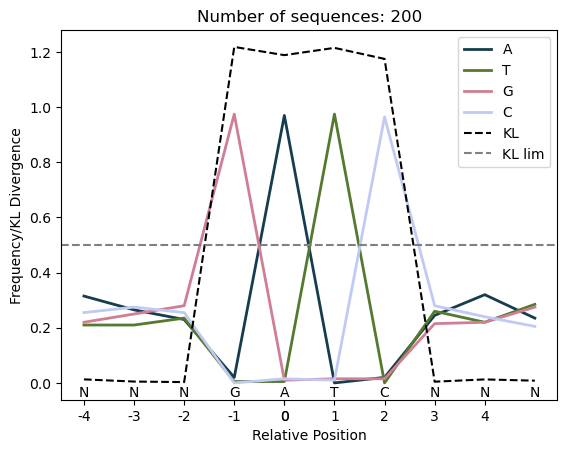 Number of sequences: 200
Frequency/KL Divergence
1.2
1.0
0.8
0.6
0.4
0.2
0.0
A
T
G
C
KL
KL lim
N N N G A T C N N N
-4 -3 -2 -1 0 1 2 3 4
Relative Position